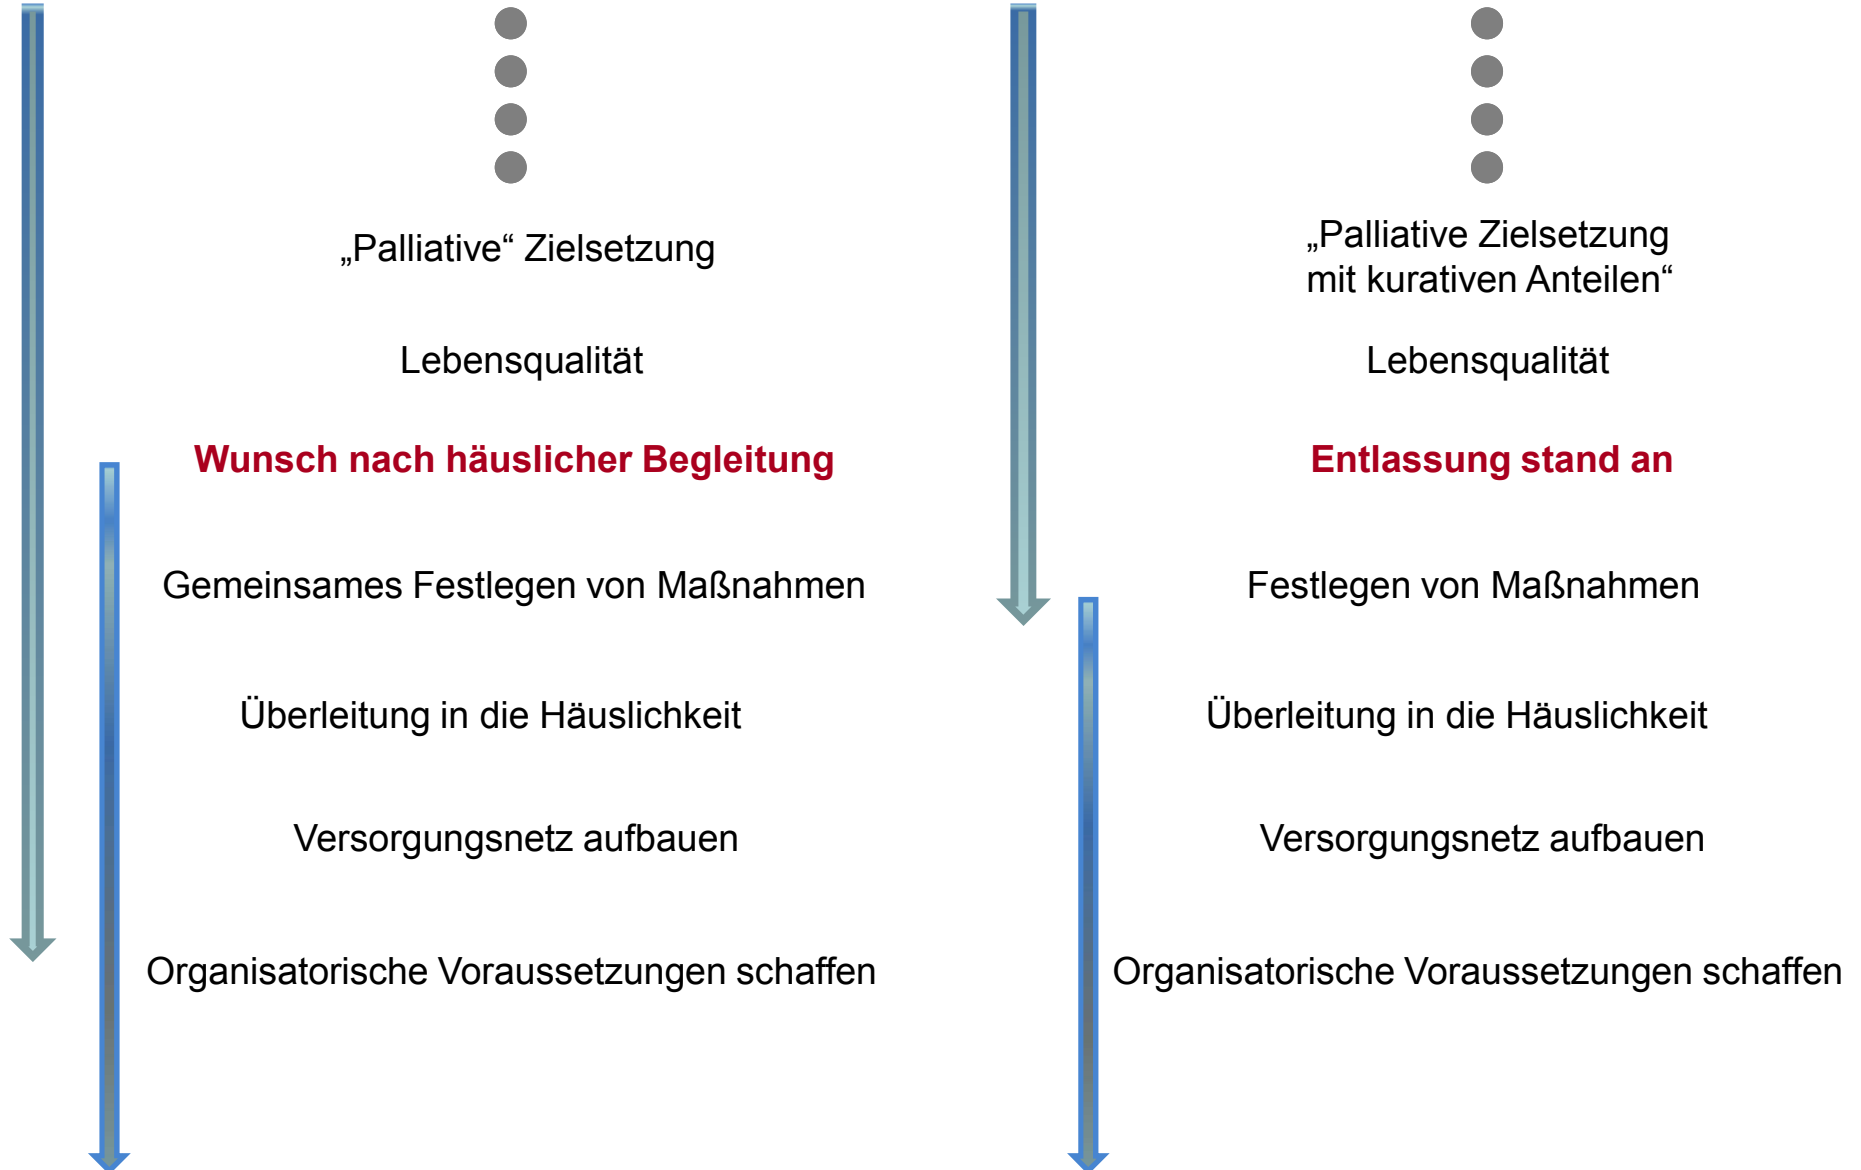 „Palliative“ Zielsetzung
Lebensqualität
Wunsch nach häuslicher Begleitung
Gemeinsames Festlegen von Maßnahmen
Überleitung in die Häuslichkeit
Versorgungsnetz aufbauen
Organisatorische Voraussetzungen schaffen
„Palliative Zielsetzung
mit kurativen Anteilen“
Lebensqualität
Entlassung stand an
Festlegen von Maßnahmen
Überleitung in die Häuslichkeit
Versorgungsnetz aufbauen
Organisatorische Voraussetzungen schaffen